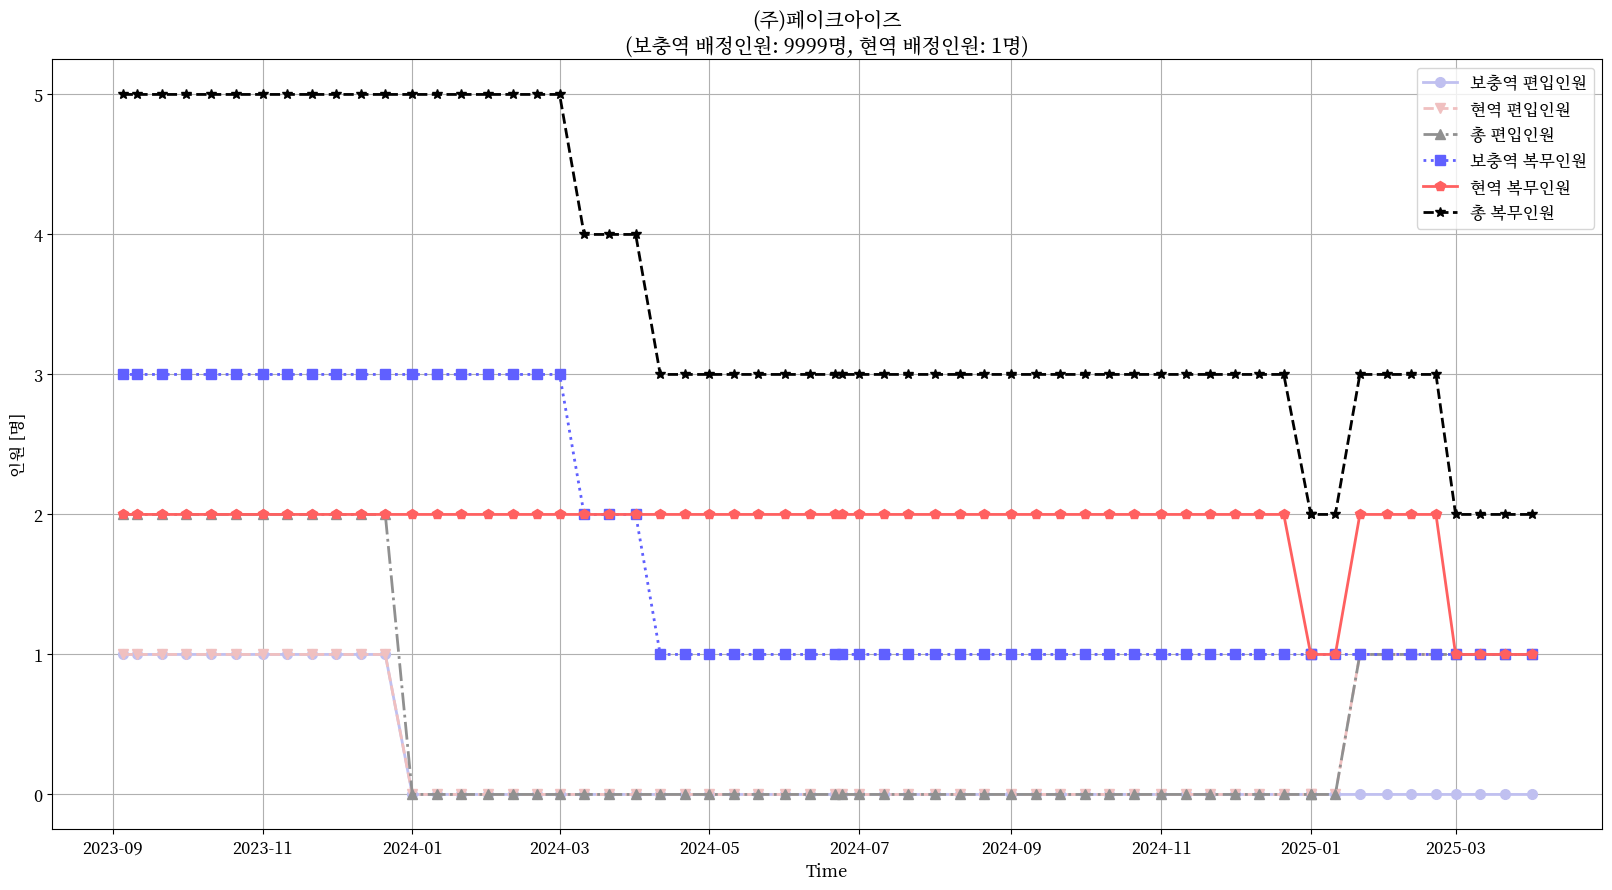 (주)페이크아이즈
(보충역 배정인원: 9999명, 현역 배정인원: 1명)
보충역 편입인원
현역 편입인원
총 편입인원
보충역 복무인원
현역 복무인원
총 복무인원
인원 [명]
5
4
3
2
1
0
2023-09
2023-11
2024-01
2024-03
2024-05
2024-07
2024-09
2024-11
2025-01
2025-03
Time